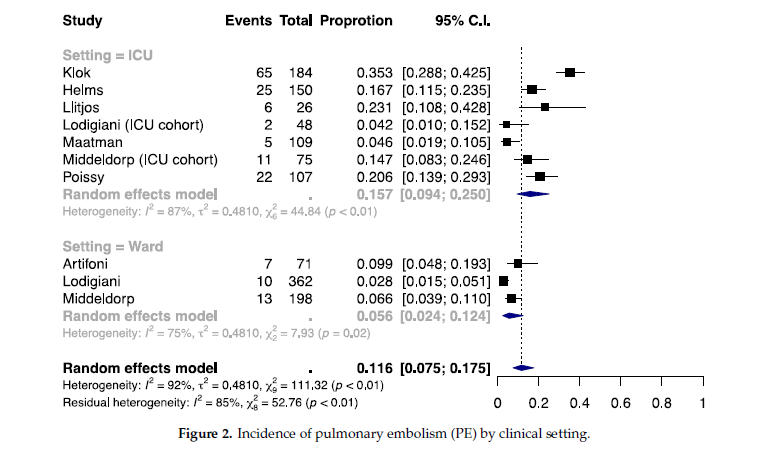 Study Events Total Proprotion 95% C.I.
Setting = ICU
Klok 65 184 0.353 [0.288; 0.425]
Helms 25 150 0.167 [0.115; 0.235]
Llitjos 6 26 0.231 [0.108; 0.428]
Lodigiani (ICU cohort) 2 48 0.042 [0.010; 0.152]
Maatman 5 109 0.046 [0.019; 0.105]
Middeldorp (ICU cohort) 11 75 0.147 [0.083; 0.246]
Poissy 22 107 0.206 [0.139; 0.293]
Random effects model . 0.157 [0.094; 0.250]
Heterogeneity: I² = 87%, τ² = 0.4810, χ²₆ = 44.84 (p < 0.01)
Setting = Ward
Artifoni 7 71 0.099 [0.048; 0.193]
Lodigiani 10 362 0.028 [0.015; 0.051]
Middeldorp 13 198 0.066 [0.039; 0.110]
Random effects model . 0.056 [0.024; 0.124]
Heterogeneity: I² = 75%, τ² = 0.4810, χ²₂ = 7.93 (p = 0.02)
Random effects model . 0.116 [0.075; 0.175]
Heterogeneity: I² = 92%, τ² = 0.4810, χ²₉ = 111.32 (p < 0.01)
Residual heterogeneity: I² = 85%, χ²₈ = 52.76 (p < 0.01)
0 0.2 0.4 0.6 0.8 1
Figure 2. Incidence of pulmonary embolism (PE) by clinical setting.